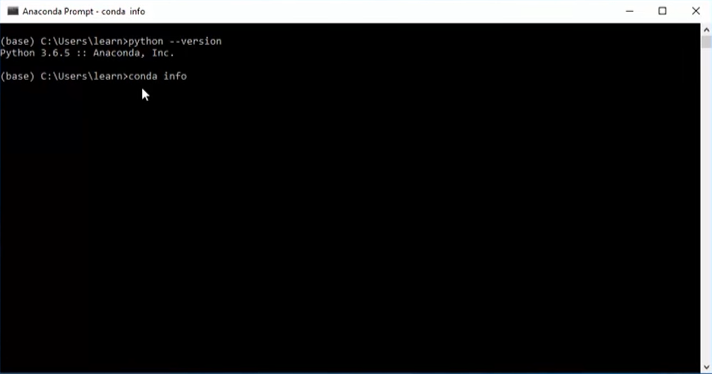 Anaconda Prompt - conda  info
(base) C:\Users\learn>python --version
Python 3.6.5 :: Anaconda, Inc.
(base) C:\Users\learn>conda info